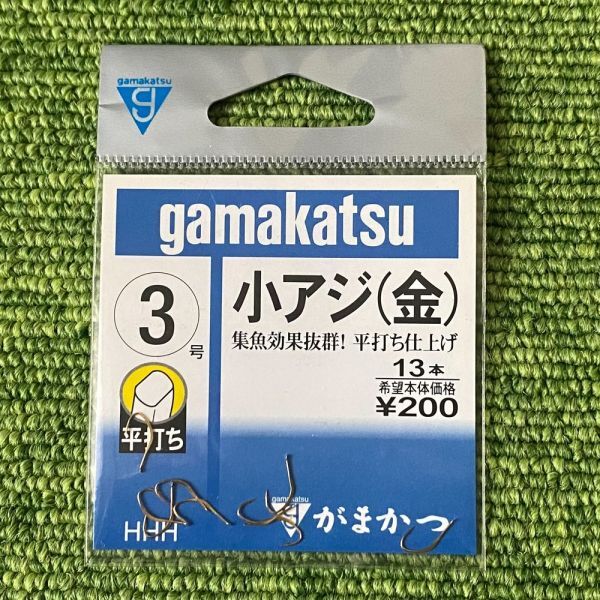 gamakatsu
gamakatsu
3号
小アジ(金)
集魚効果抜群! 平打ち仕上げ
13本
希望本体価格
¥200
平打ち
gamakatsu
がまかつ
HHH